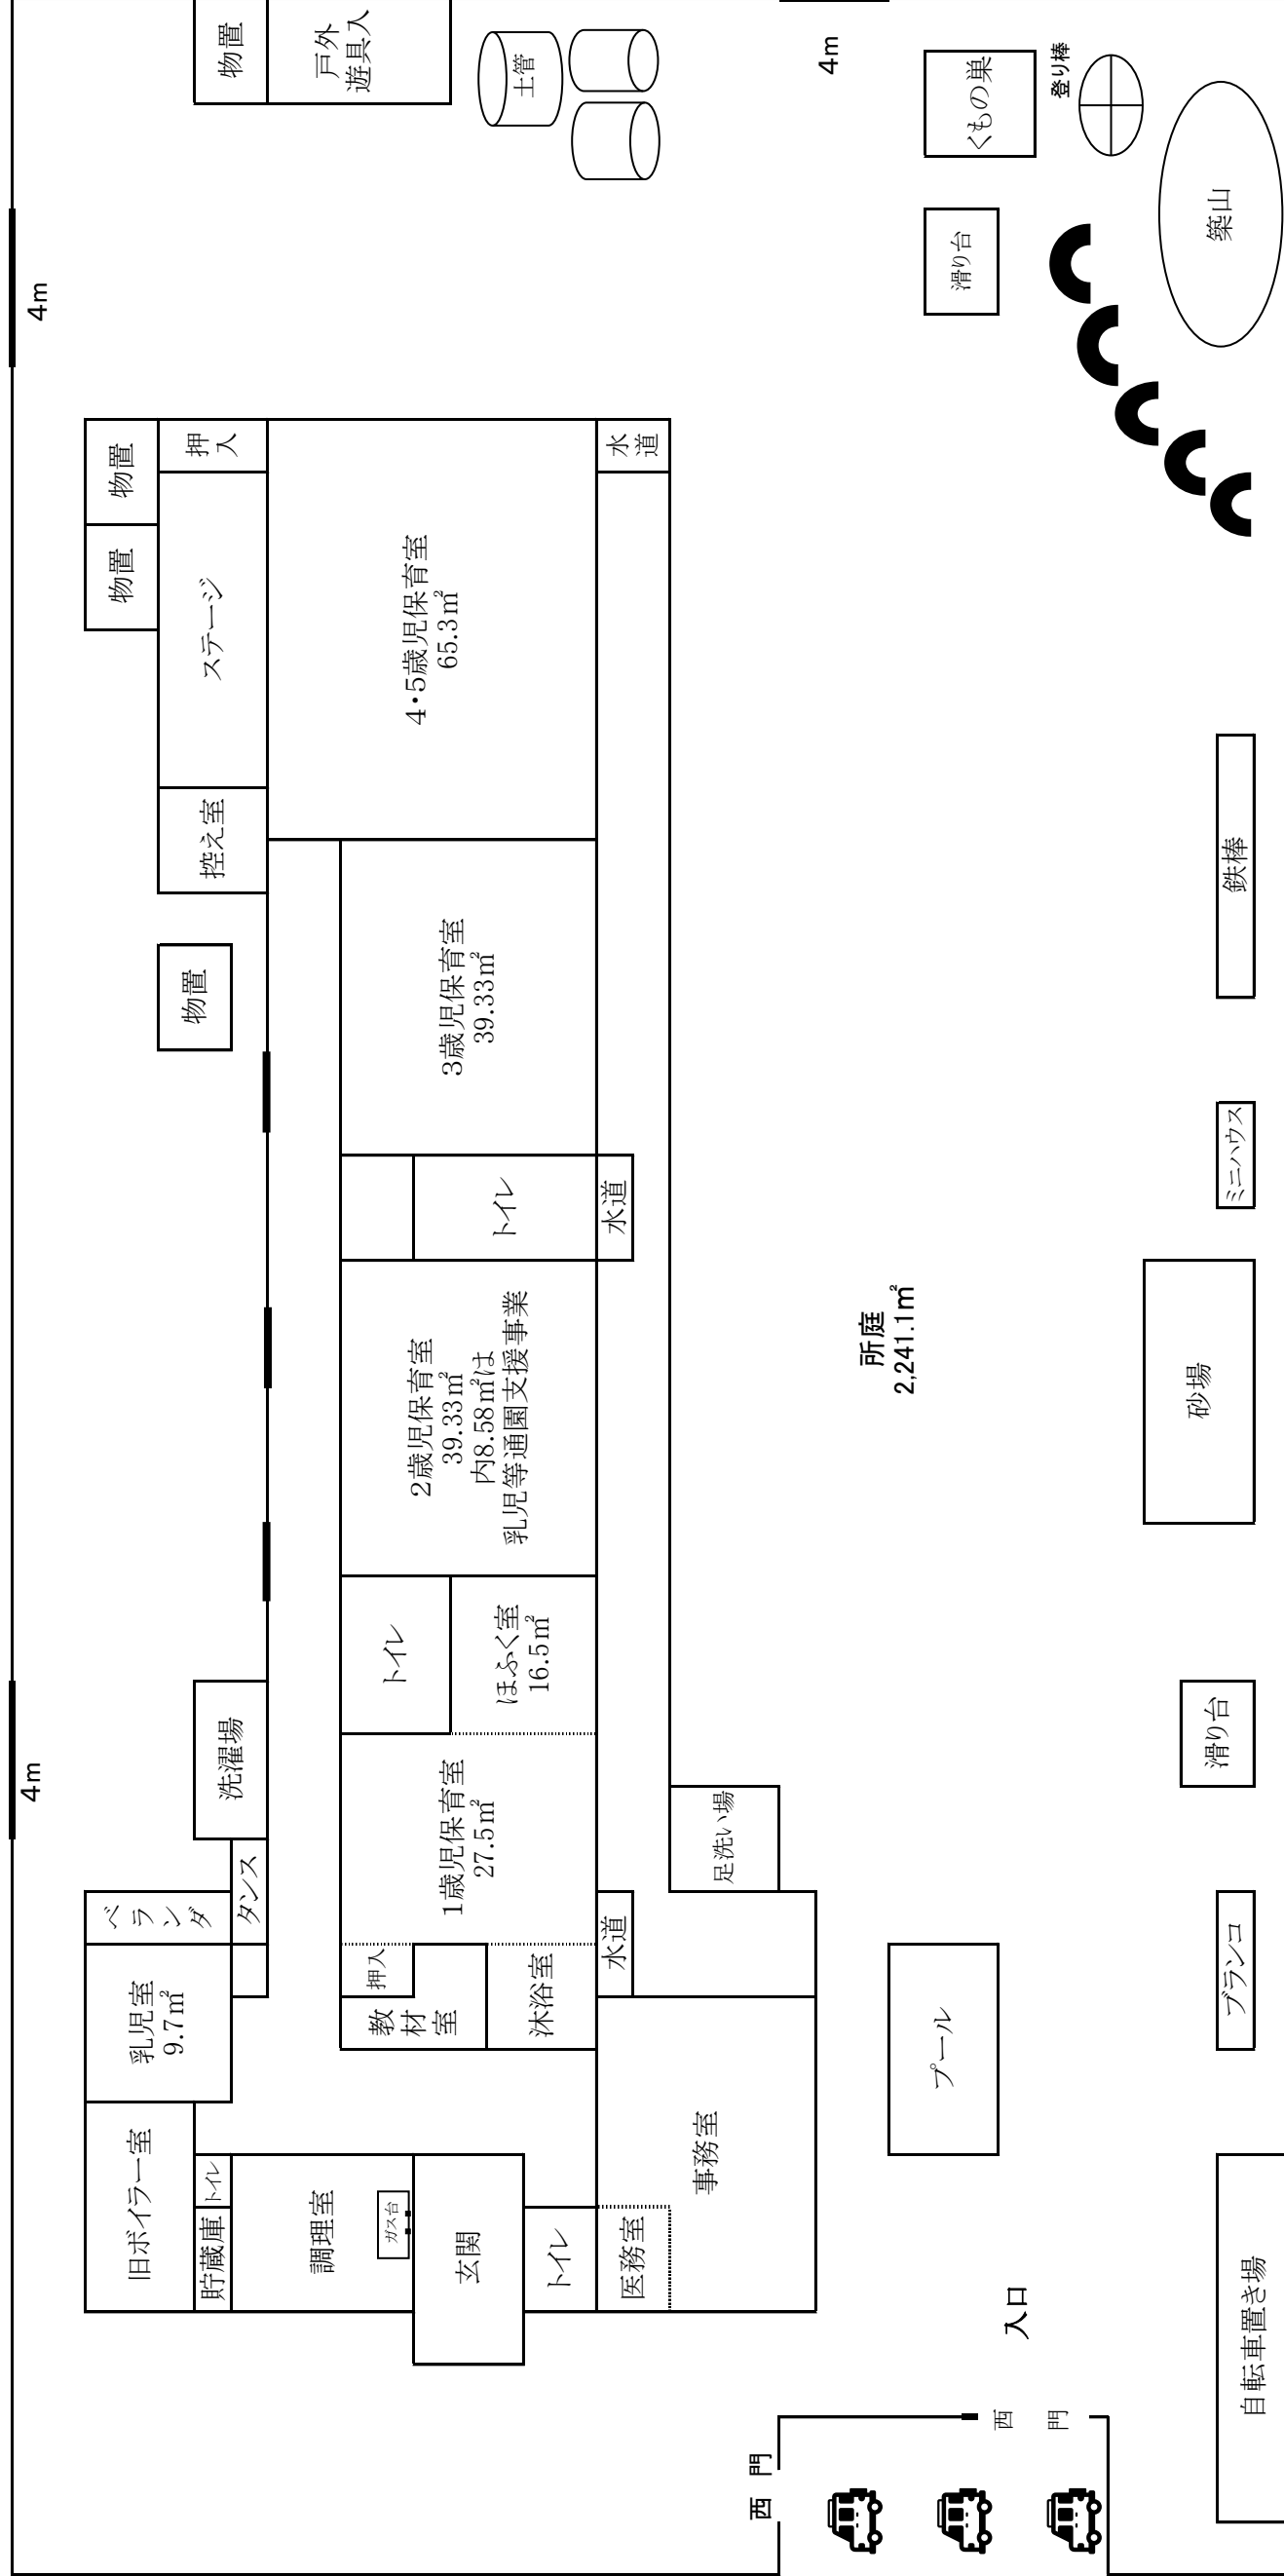 4m
4m
旧ボイラー室
乳児室
9.7㎡
ベランダ
物置
物置
貯蔵庫
トイレ
タンス
洗濯場
物置
控え室
ステージ
押入
物置
戸外
遊具入
調理室
ガス台
玄関
トイレ
教材室
押入
沐浴室
1歳児保育室
27.5㎡
トイレ
ほふく室
16.5㎡
2歳児保育室
39.33㎡
内8.58㎡は
乳児等通園支援事業
トイレ
3歳児保育室
39.33㎡
4・5歳児保育室
65.3㎡
土管
医務室
事務室
水道
水道
水道
足洗い場
西 門
4m
所庭
2,241.1㎡
プール
滑り台
くもの巣
登り棒
入口
西 門
自転車置き場
ブランコ
滑り台
砂場
ミニハウス
鉄棒
築山